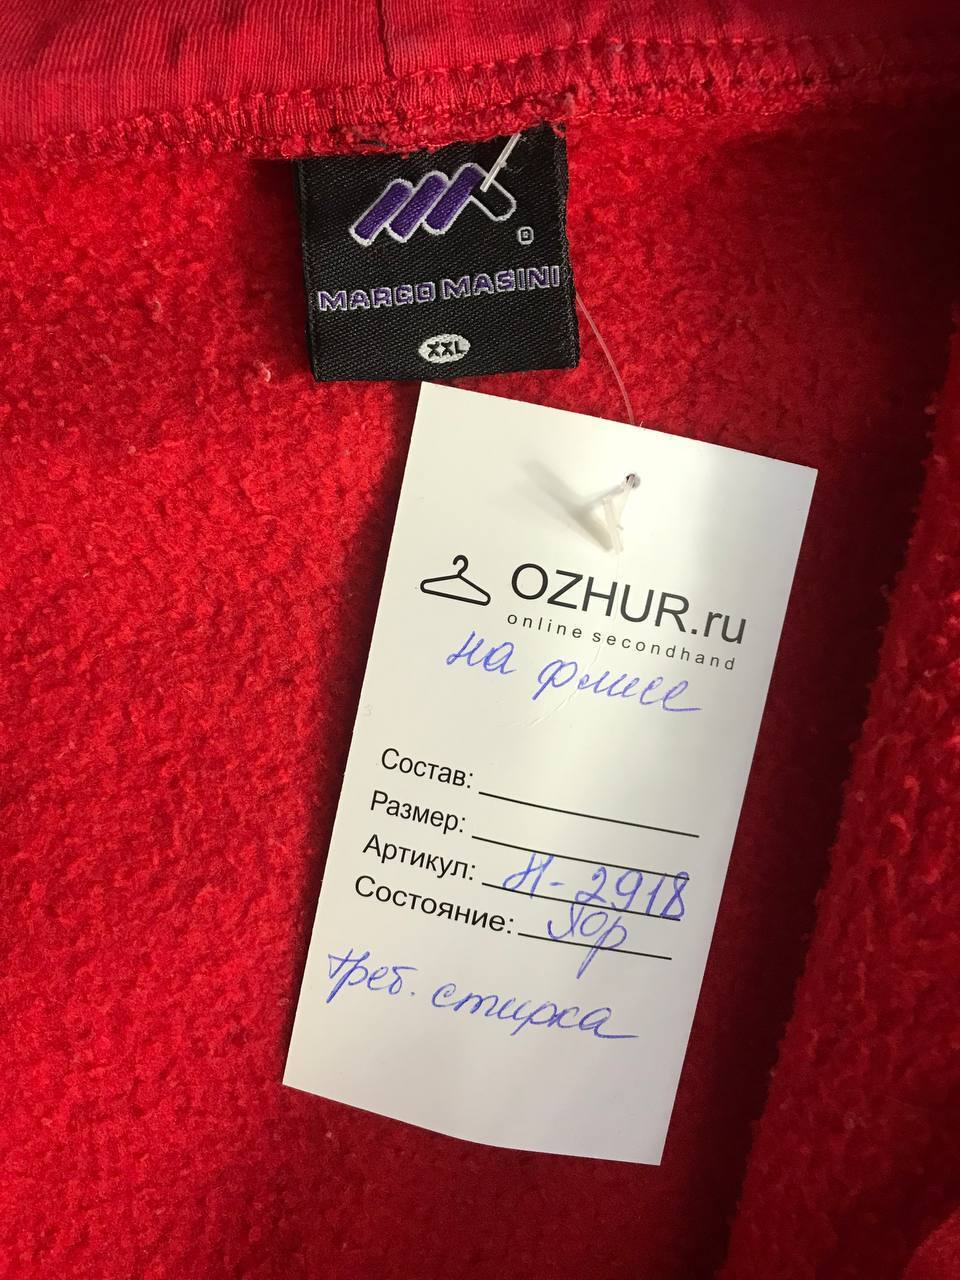 MARCO MASINI
XXL
OZHUR.ru
online secondhand
на флисе
Состав:
Размер:
Артикул: Н-2918
Состояние: Хор
треб. стирка